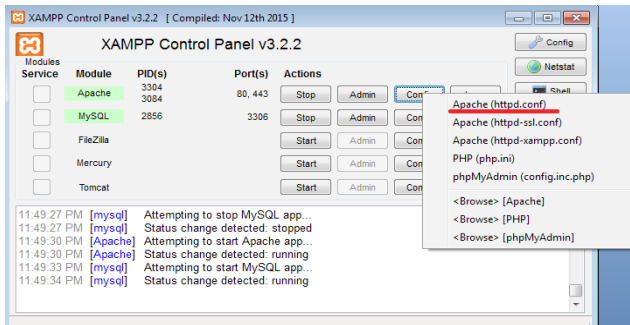 XAMPP Control Panel v3.2.2 [ Compiled: Nov 12th 2015 ]
XAMPP Control Panel v3.2.2
Config
Modules
Service Module PID(s) Port(s) Actions
Netstat
Shell
Apache 3304 3084 80, 443 Stop Admin
MySQL 2856 3306 Stop Admin
FileZilla Start Admin
Mercury Start Admin
Tomcat Start Admin
Apache (httpd.conf)
Apache (httpd-ssl.conf)
Apache (httpd-xampp.conf)
PHP (php.ini)
phpMyAdmin (config.inc.php)
<Browse> [Apache]
<Browse> [PHP]
<Browse> [phpMyAdmin]
11:49:27 PM [mysql] Attempting to stop MySQL app...
11:49:27 PM [mysql] Status change detected: stopped
11:49:30 PM [Apache] Attempting to start Apache app...
11:49:30 PM [Apache] Status change detected: running
11:49:33 PM [mysql] Attempting to start MySQL app...
11:49:34 PM [mysql] Status change detected: running